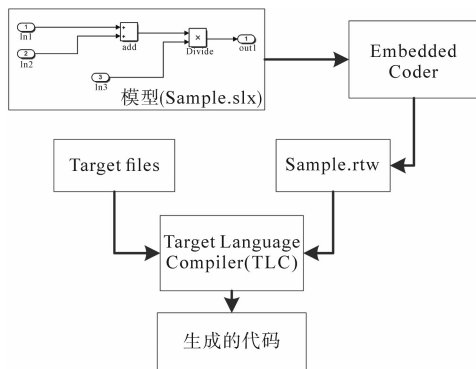 1
In1
2
In2
add
3
In3
×
Divide
1
out1
模型(Sample.slx)
Embedded
Coder
Target files
Sample.rtw
Target Language
Compiler(TLC)
生成的代码